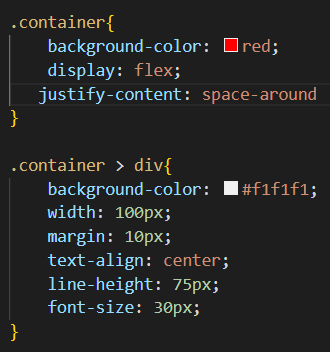 .container{
background-color: red;
display: flex;
justify-content: space-around
}
.container > div{
background-color: #f1f1f1;
width: 100px;
margin: 10px;
text-align: center;
line-height: 75px;
font-size: 30px;
}